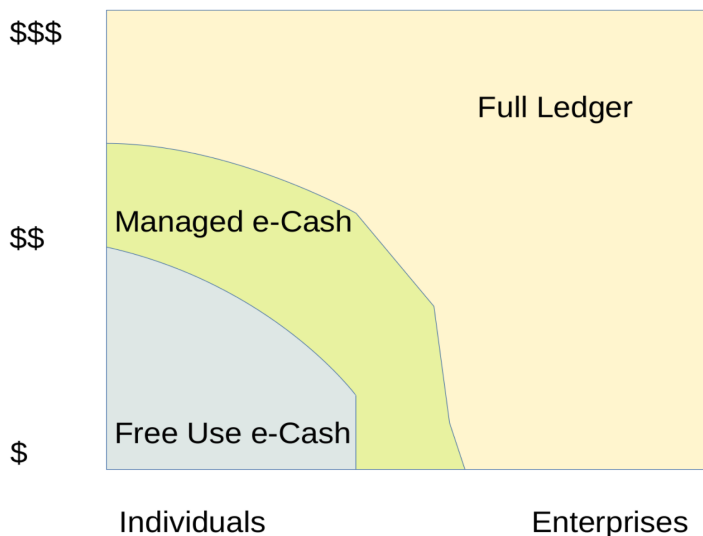 $$$
Full Ledger
Managed e-Cash
$$
Free Use e-Cash
$
Individuals
Enterprises